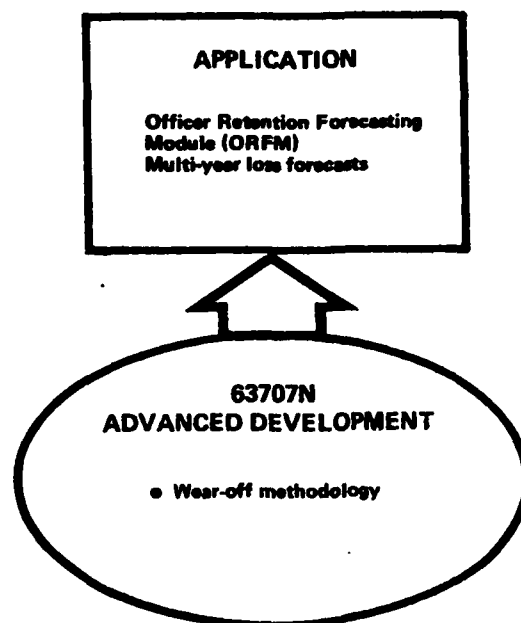 APPLICATION
Officer Retention Forecasting
Module (ORFM)
Multi-year loss forecasts
63707N
ADVANCED DEVELOPMENT
• Wear-off methodology